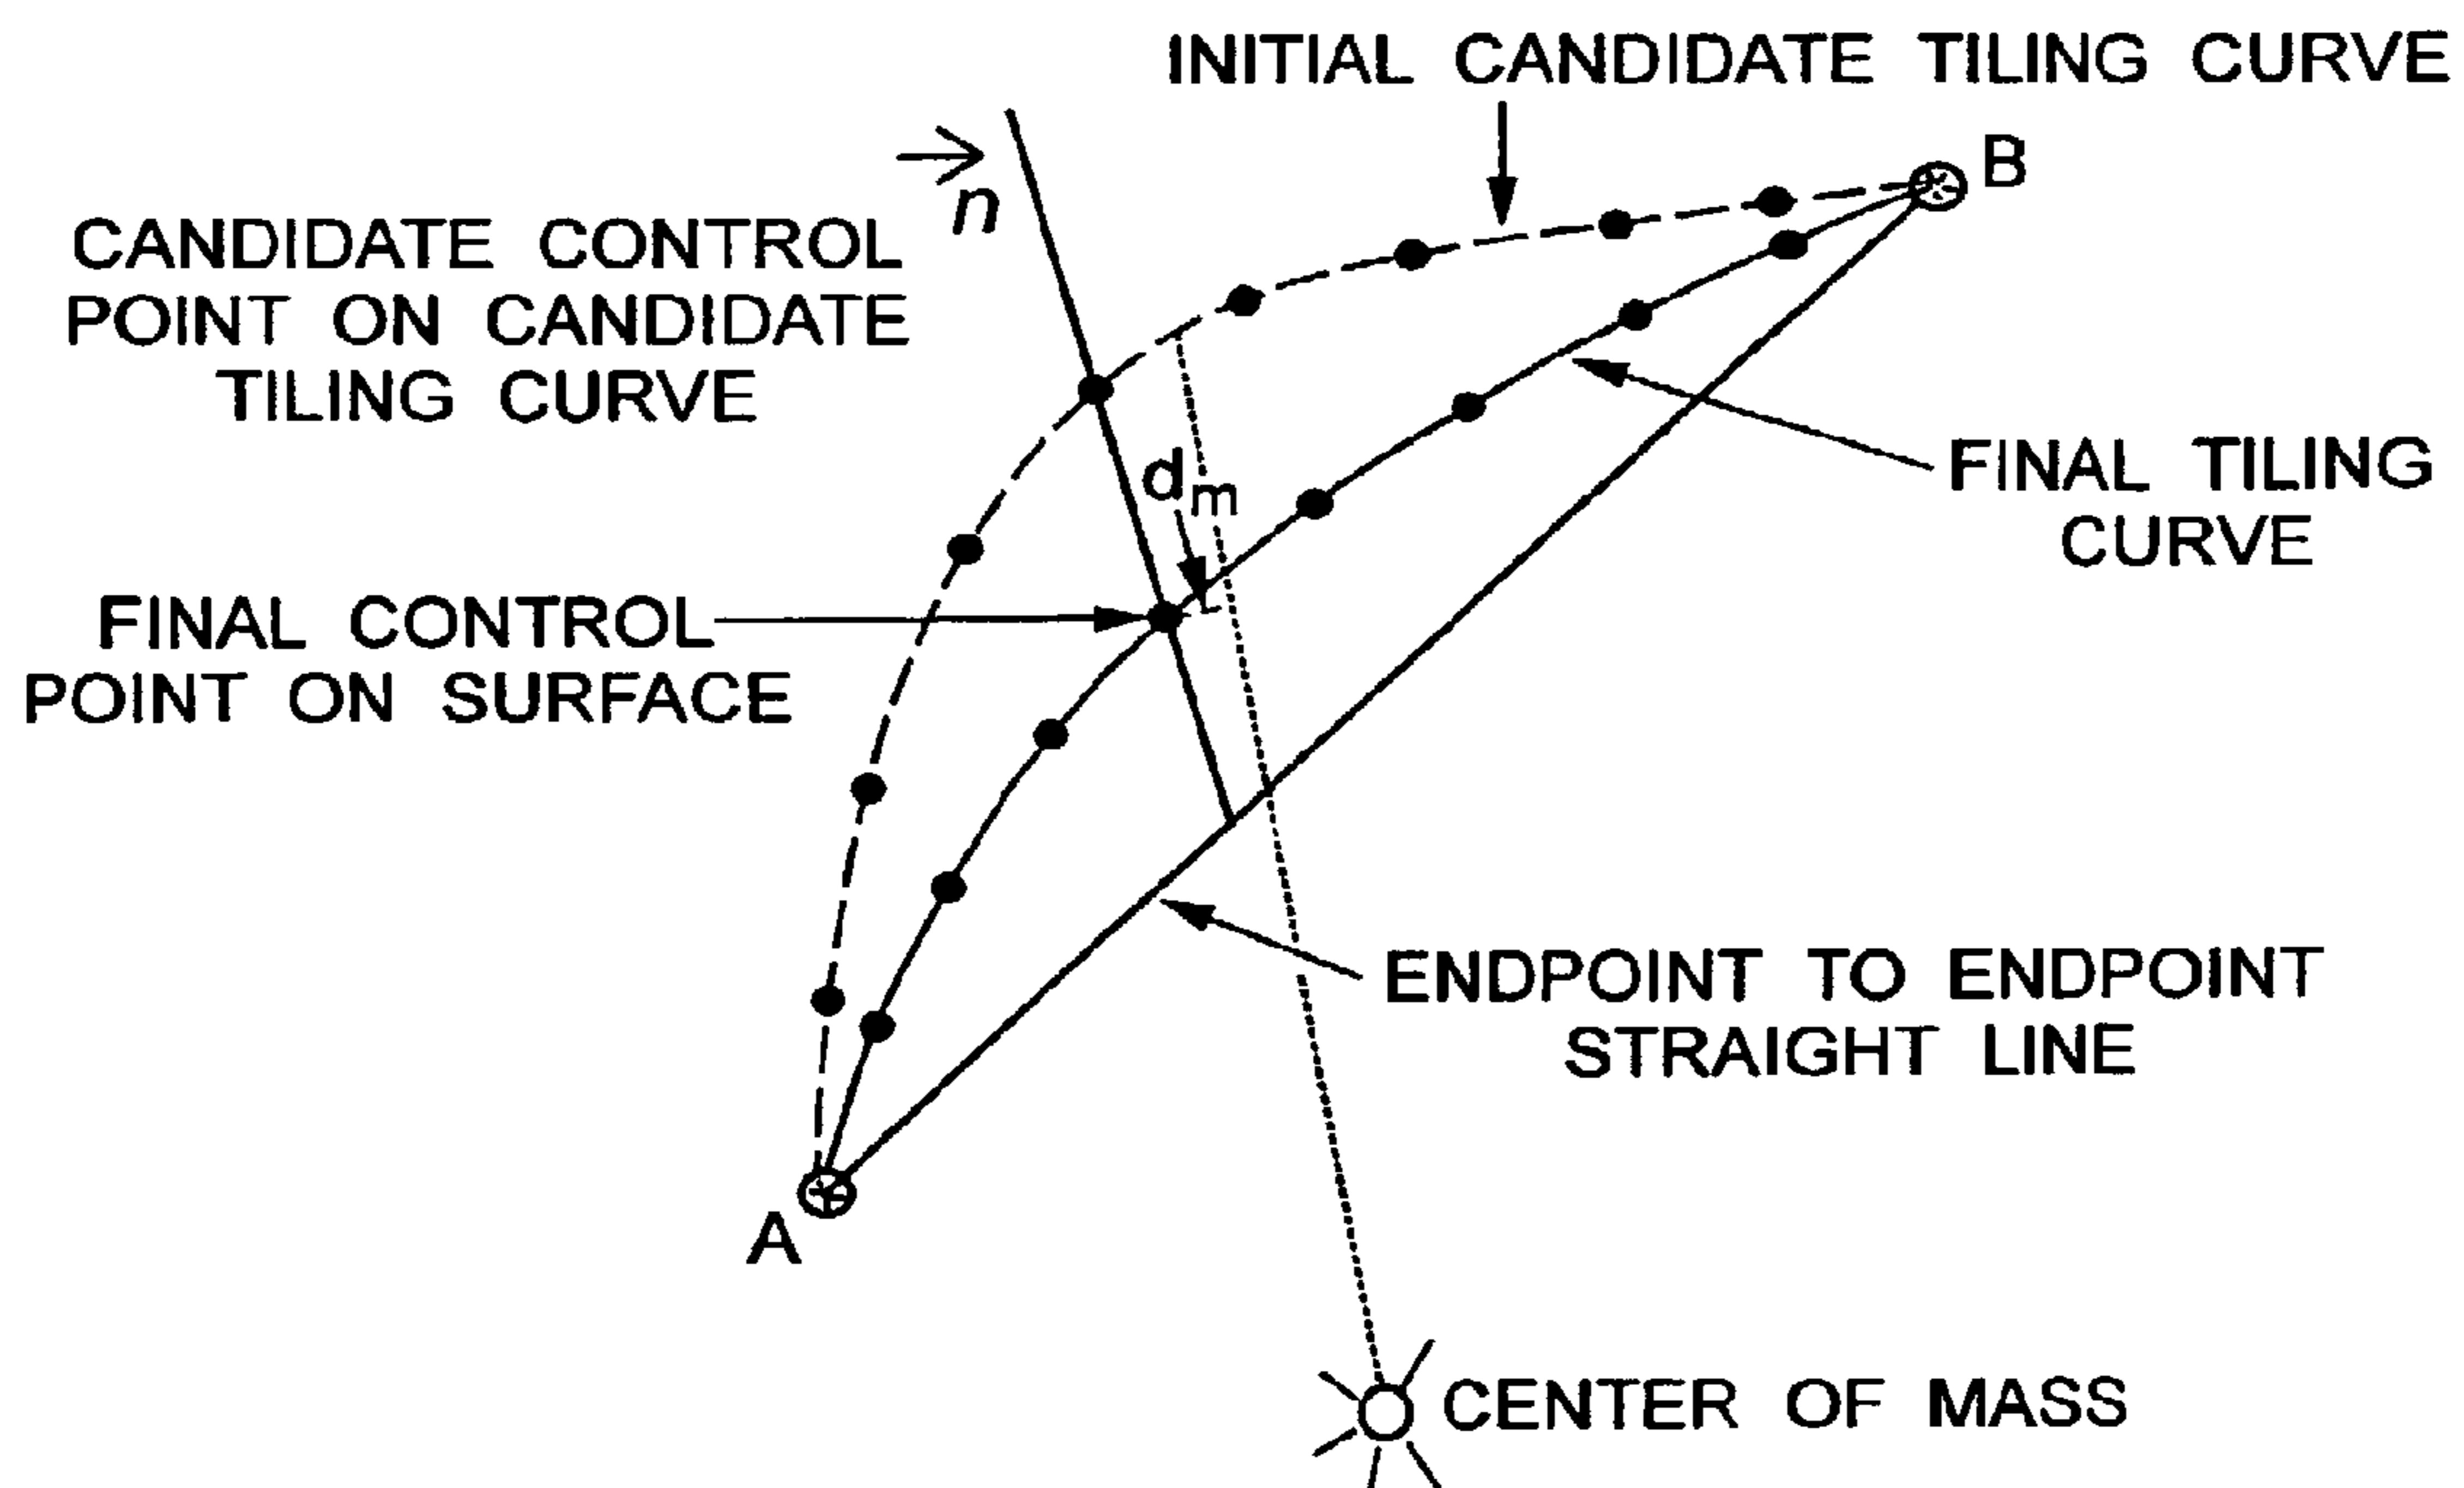 INITIAL CANDIDATE TILING CURVE
B
n
CANDIDATE CONTROL
POINT ON CANDIDATE
TILING CURVE
dm
FINAL TILING
CURVE
FINAL CONTROL
POINT ON SURFACE
ENDPOINT TO ENDPOINT
STRAIGHT LINE
A
CENTER OF MASS